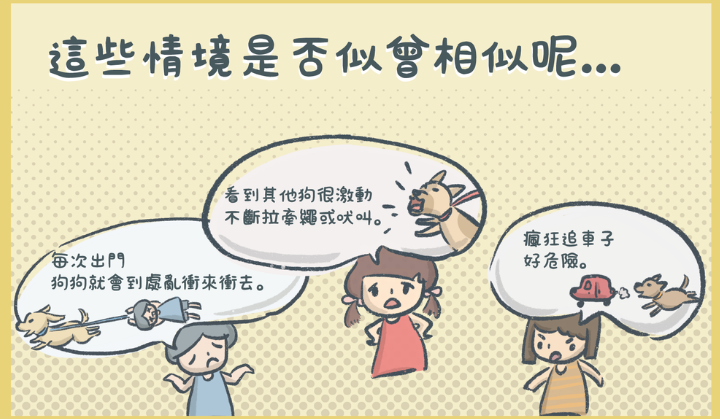 這些情境是否似曾相似呢...
看到其他狗很激動
不斷拉牽繩或吠叫。
每次出門
狗狗就會到處亂衝來衝去。
瘋狂追車子
好危險。